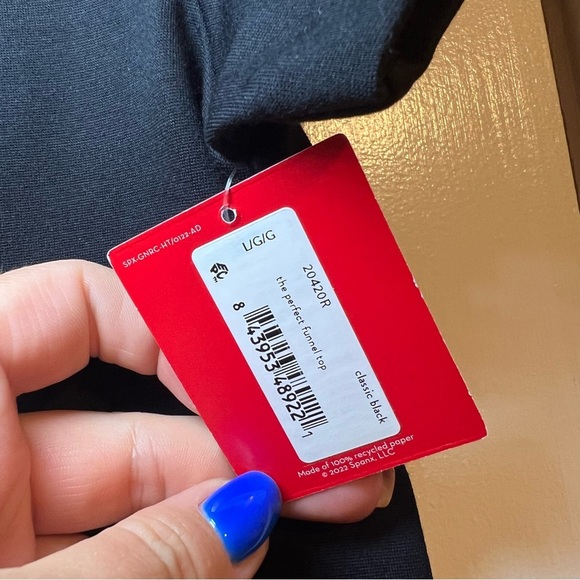 SPX-GNRC-HT/0122-AD
L/G/G
20420R
the perfect funnel top
classic black
8 43953 48922 1
Made of 100% recycled paper
© 2022 Spanx, LLC